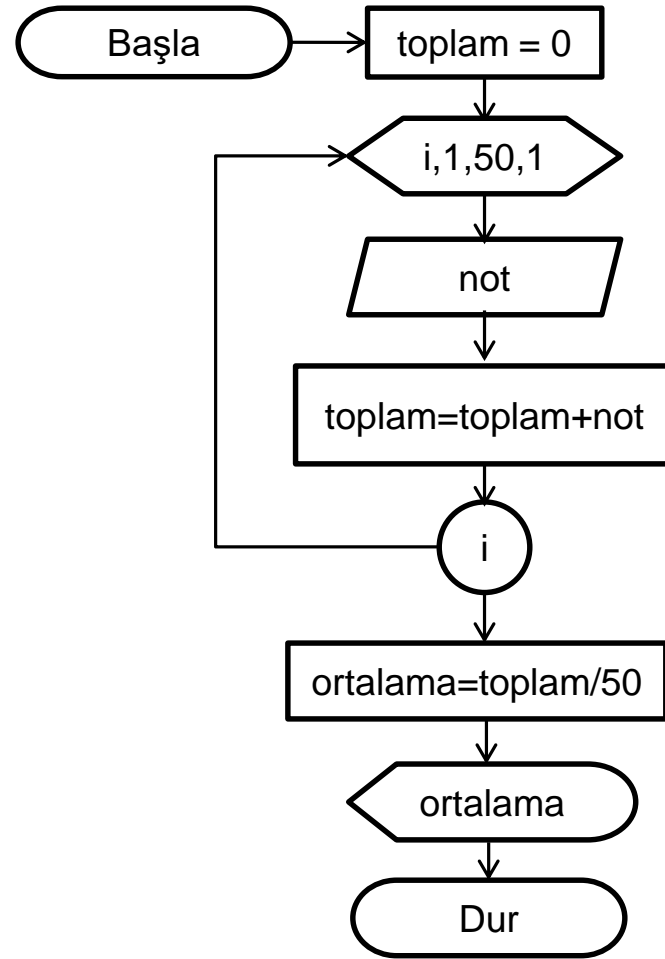 Başla
toplam = 0
i,1,50,1
not
toplam=toplam+not
i
ortalama=toplam/50
ortalama
Dur